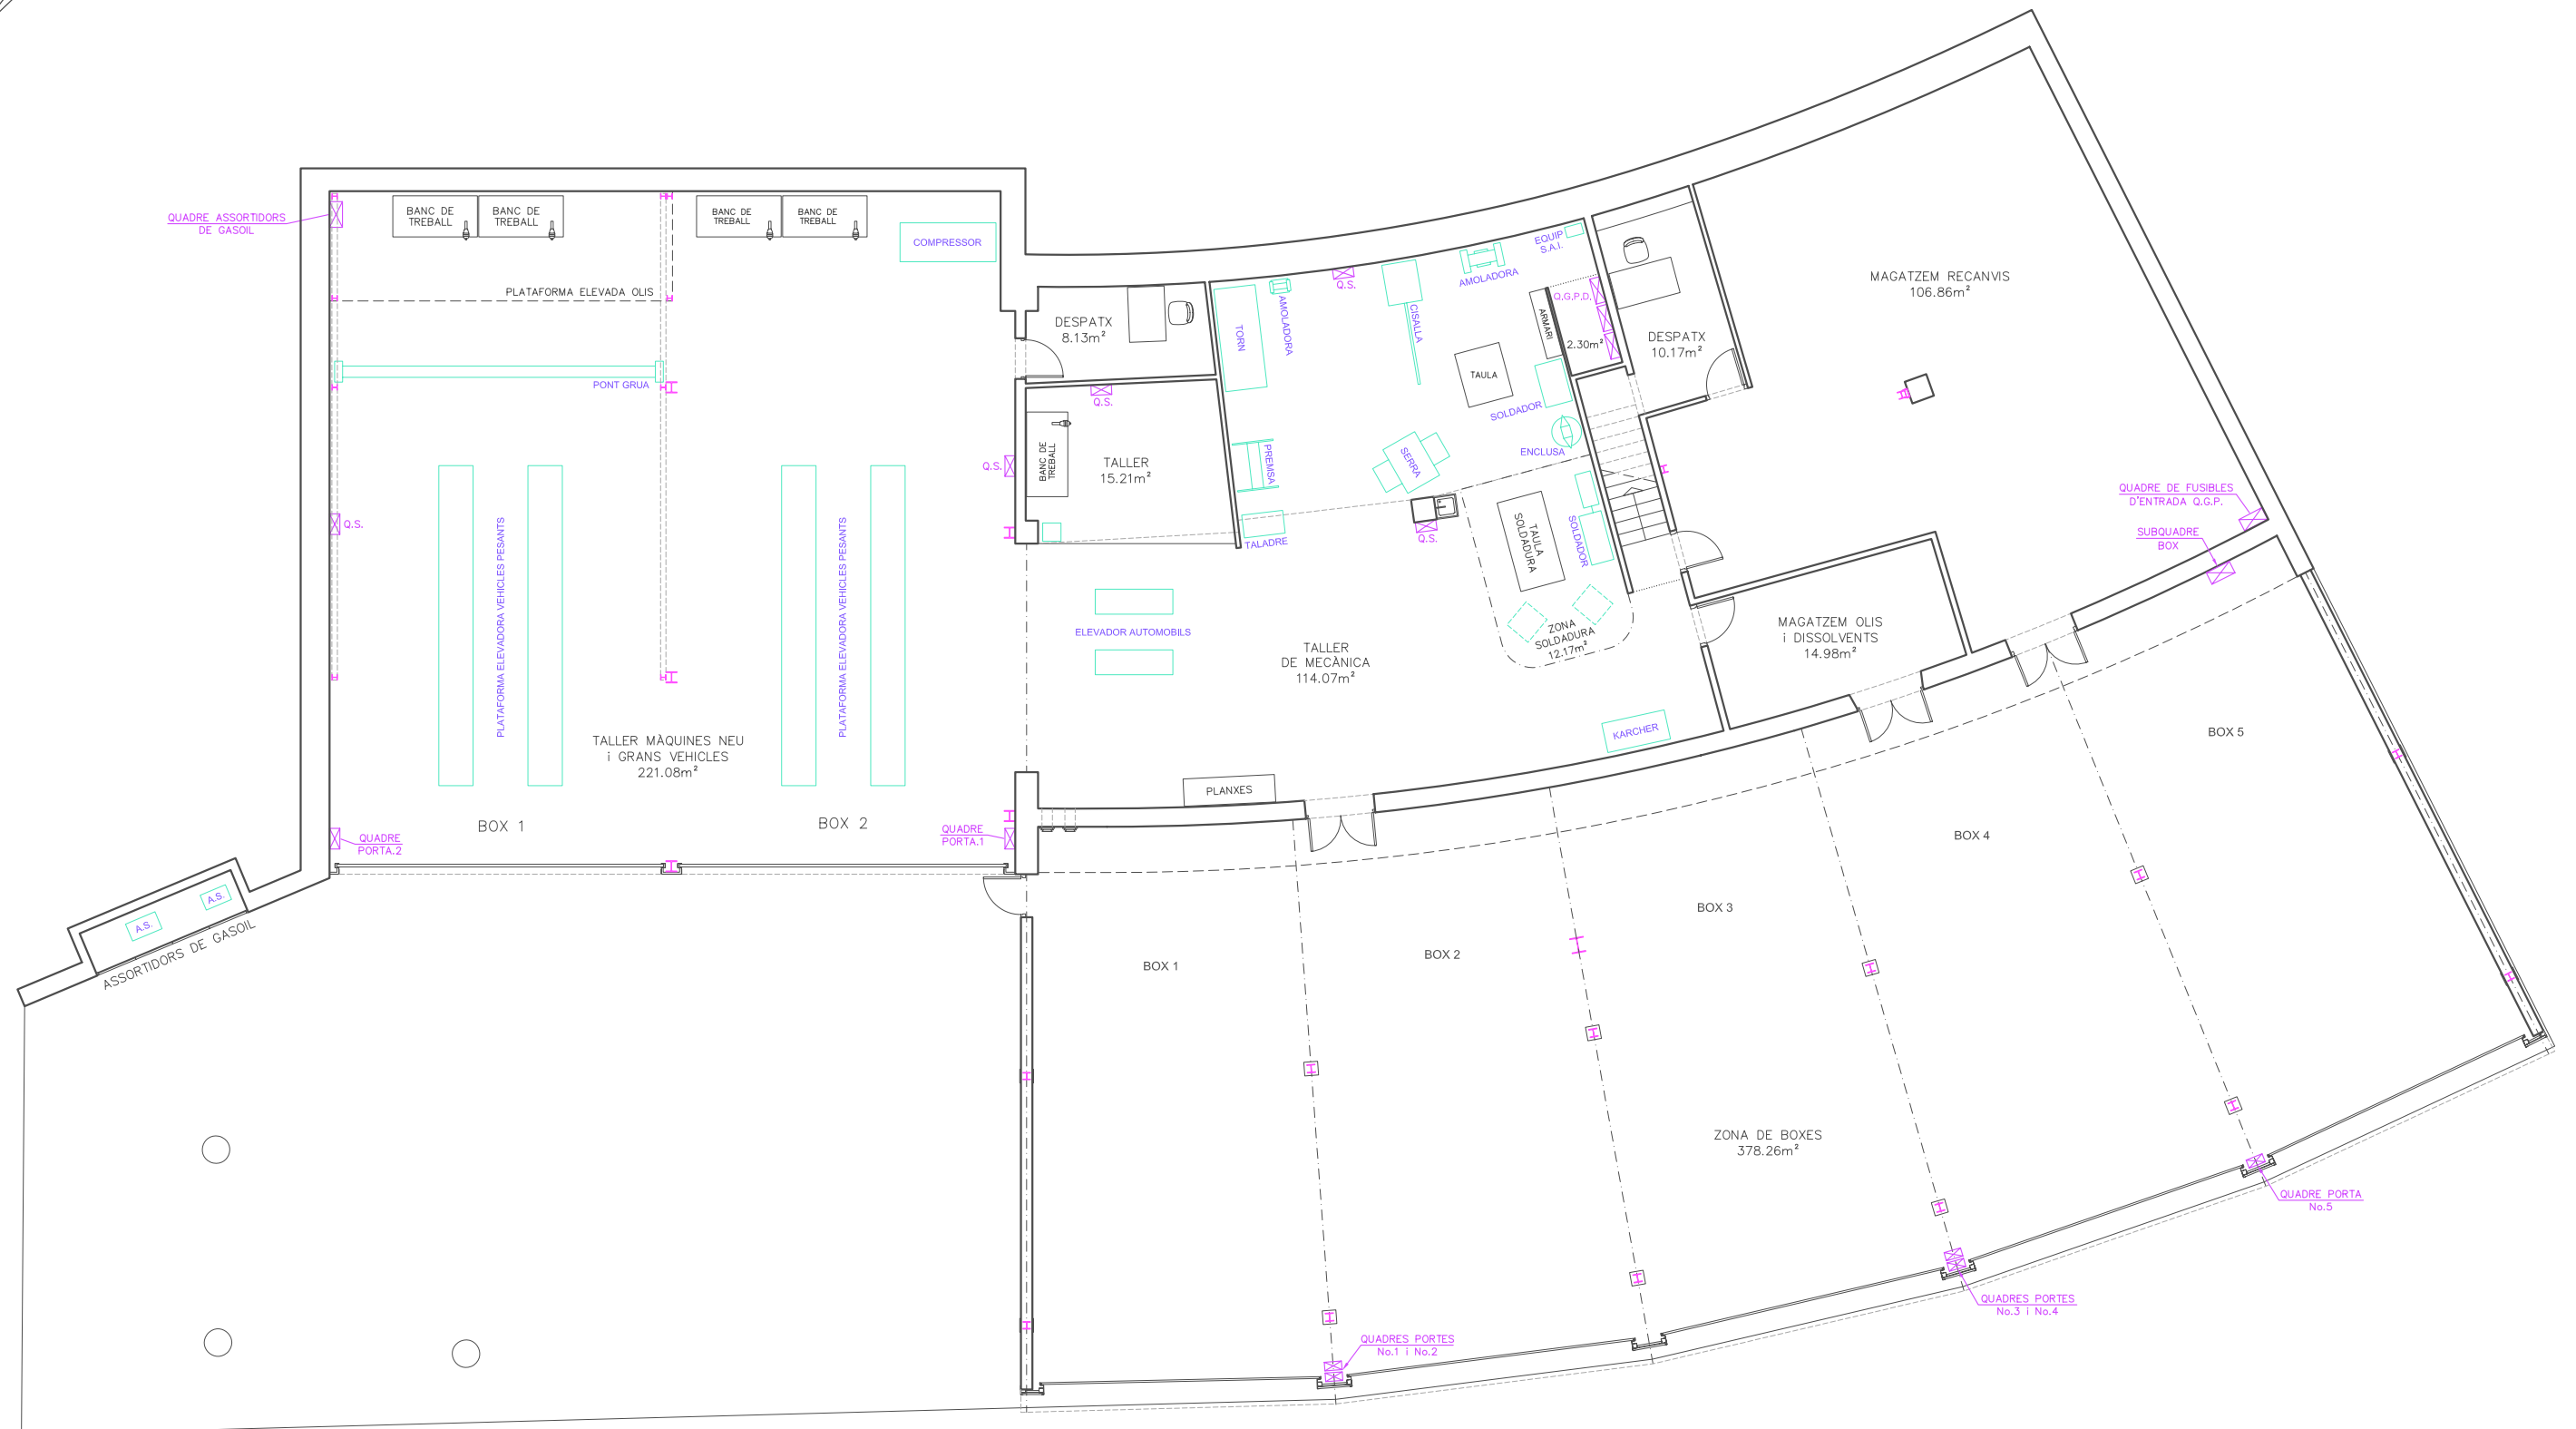 QUADRE ASSORTIDORS
DE GASOIL
BANC DE
TREBALL
BANC DE
TREBALL
BANC DE
TREBALL
BANC DE
TREBALL
COMPRESSOR
PLATAFORMA ELEVADA OLIS
PONT GRUA
Q.S.
Q.S.
PLATAFORMA ELEVADORA VEHICLES PESANTS
PLATAFORMA ELEVADORA VEHICLES PESANTS
TALLER MÀQUINES NEU
i GRANS VEHICLES
221.08m²
BOX 1
BOX 2
QUADRE
PORTA.2
QUADRE
PORTA.1
A.S.
A.S.
ASSORTIDORS DE GASOIL
DESPATX
8.13m²
Q.S.
BANC DE
TREBALL
TALLER
15.21m²
TORN
AMOLADORA
Q.S.
CISALLA
AMOLADORA
EQUIP
S.A.I.
Q.G.P.D.
ARMARI
2.30m²
TAULA
SOLDADOR
ENCLUSA
PREMSA
SERRA
TALADRE
Q.S.
TAULA
SOLDADURA
SOLDADOR
ZONA
SOLDADURA
12.17m²
ELEVADOR AUTOMOBILS
TALLER
DE MECÀNICA
114.07m²
KARCHER
PLANXES
DESPATX
10.17m²
MAGATZEM RECANVIS
106.86m²
QUADRE DE FUSIBLES
D'ENTRADA Q.G.P.
SUBQUADRE
BOX
MAGATZEM OLIS
i DISSOLVENTS
14.98m²
BOX 5
BOX 4
BOX 3
BOX 2
BOX 1
ZONA DE BOXES
378.26m²
QUADRE PORTA
No.5
QUADRES PORTES
No.3 i No.4
QUADRES PORTES
No.1 i No.2